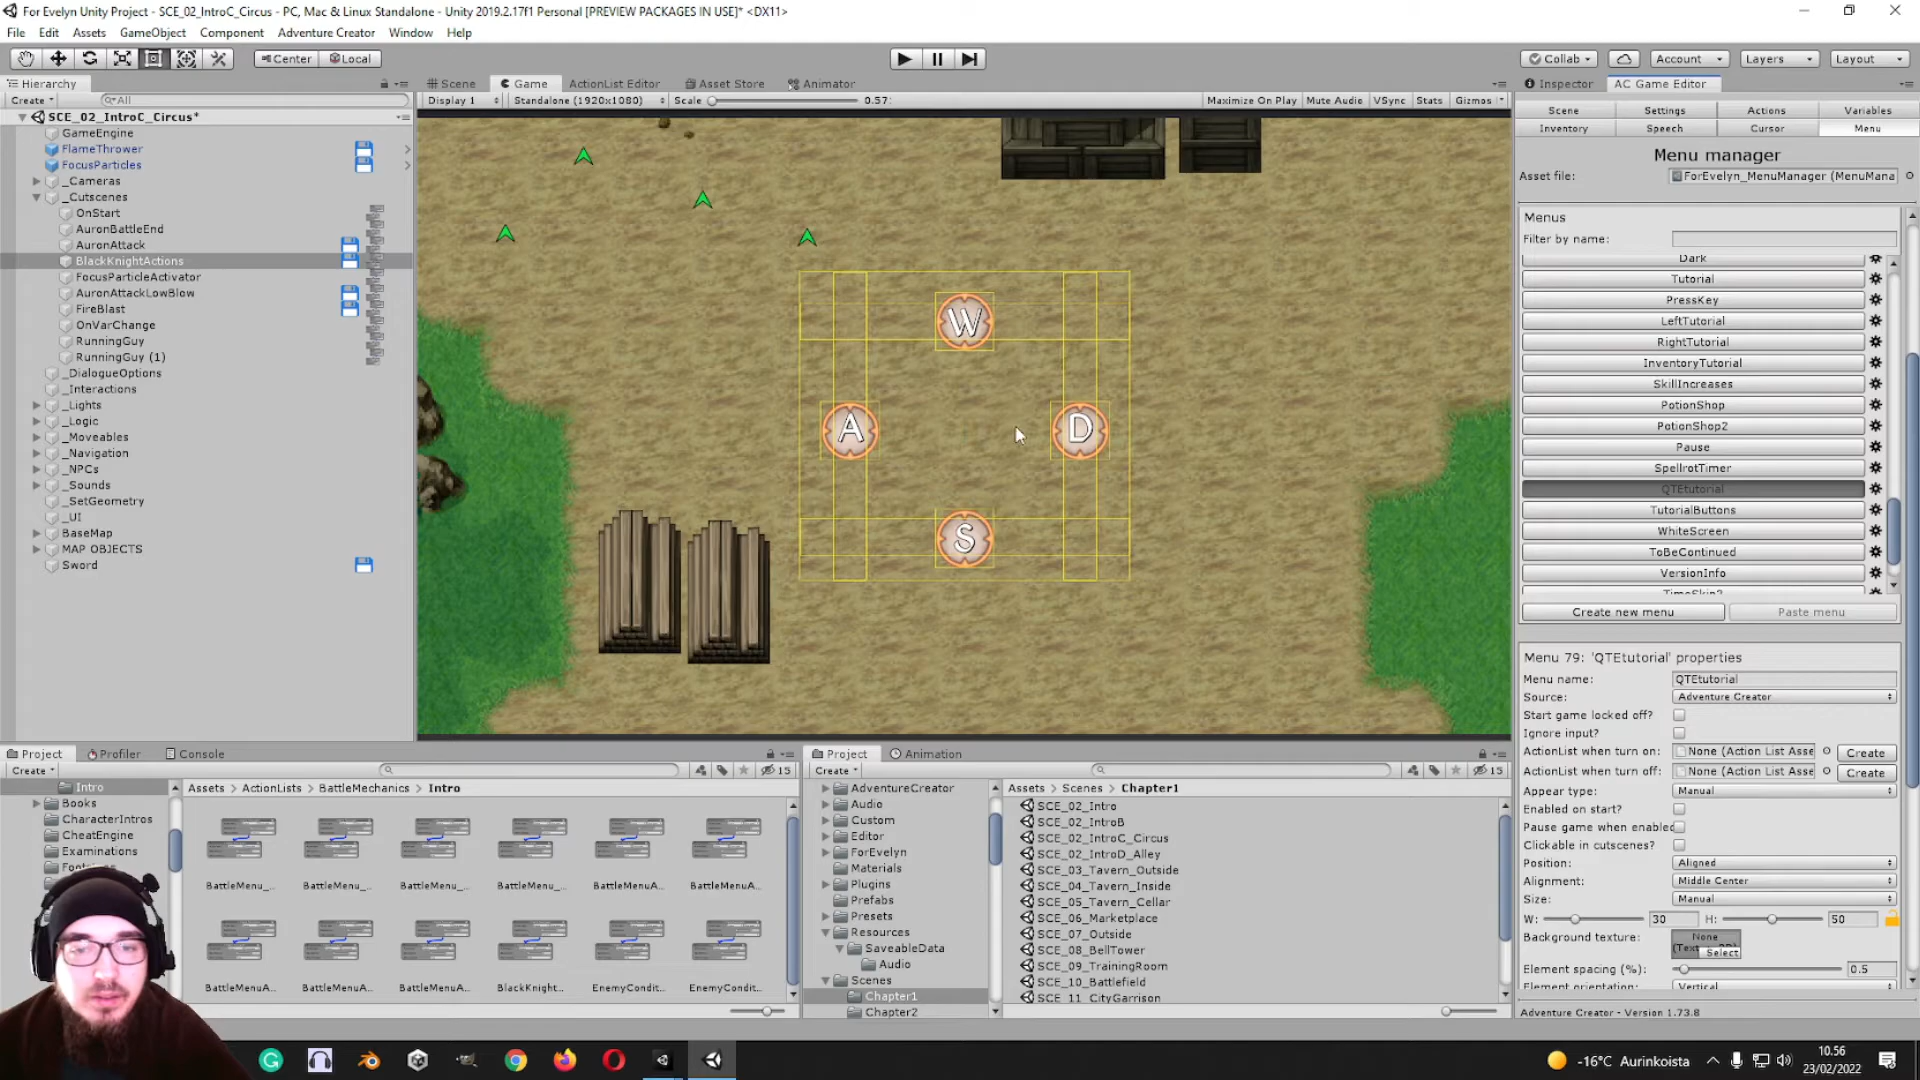 For Evelyn Unity Project - SCE_02_IntroC_Circus - PC, Mac & Linux Standalone - Unity 2019.2.17f1 Personal [PREVIEW PACKAGES IN USE]* <DX11>
File Edit Assets GameObject Component Adventure Creator Window Help
Center Local
Collab Account Layers Layout
Hierarchy
Scene Game ActionList Editor Asset Store Animator
Inspector AC Game Editor
Create All
Display 1 Standalone (1920x1080) Scale 0.57: Maximize On Play Mute Audio VSync Stats Gizmos
SCE_02_IntroC_Circus*
GameEngine
FlameThrower
FocusParticles
_Cameras
_Cutscenes
OnStart
AuronBattleEnd
AuronAttack
BlackKnightActions
FocusParticleActivator
AuronAttackLowBlow
FireBlast
OnVarChange
RunningGuy
RunningGuy (1)
_DialogueOptions
_Interactions
_Lights
_Logic
_Moveables
_Navigation
_NPCs
_Sounds
_SetGeometry
_UI
BaseMap
MAP OBJECTS
Sword
W
A
D
S
Scene Settings Actions Variables
Inventory Speech Cursor Menu
Menu manager
Asset file: ForEvelyn_MenuManager (MenuMana
Menus
Filter by name:
Dark
Tutorial
PressKey
LeftTutorial
RightTutorial
InventoryTutorial
SkillIncreases
PotionShop
PotionShop2
Pause
SpellrotTimer
QTEtutorial
TutorialButtons
WhiteScreen
ToBeContinued
VersionInfo
TimeSkip2
Create new menu Paste menu
Menu 79: 'QTEtutorial' properties
Menu name: QTEtutorial
Source: Adventure Creator
Start game locked off?
Ignore input?
ActionList when turn on: None (Action List Asse Create
ActionList when turn off: None (Action List Asse Create
Appear type: Manual
Enabled on start?
Pause game when enabled
Clickable in cutscenes?
Position: Aligned
Alignment: Middle Center
Size: Manual
W: 30 H: 50
Background texture: None
(Text Select
Element spacing (%): 0.5
Element orientation: Vertical
Adventure Creator - Version 1.73.8
Project Profiler Console
Create 15
Intro
Books
CharacterIntros
CheatEngine
Examinations
Assets > ActionLists > BattleMechanics > Intro
BattleMenu_... BattleMenu_... BattleMenu_... BattleMenu_... BattleMenuA... BattleMenuA...
BattleMenuA... BattleMenuA... BattleMenuA... BlackKnight... EnemyCondit... EnemyCondit...
Project Animation
Create 15
AdventureCreator
Audio
Custom
Editor
ForEvelyn
Materials
Plugins
Prefabs
Presets
Resources
SaveableData
Audio
Scenes
Chapter1
Chapter2
Assets > Scenes > Chapter1
SCE_02_Intro
SCE_02_IntroB
SCE_02_IntroC_Circus
SCE_02_IntroD_Alley
SCE_03_Tavern_Outside
SCE_04_Tavern_Inside
SCE_05_Tavern_Cellar
SCE_06_Marketplace
SCE_07_Outside
SCE_08_BellTower
SCE_09_TrainingRoom
SCE_10_Battlefield
SCE_11_CityGarrison
-16°C Aurinkoista
10.56
23/02/2022